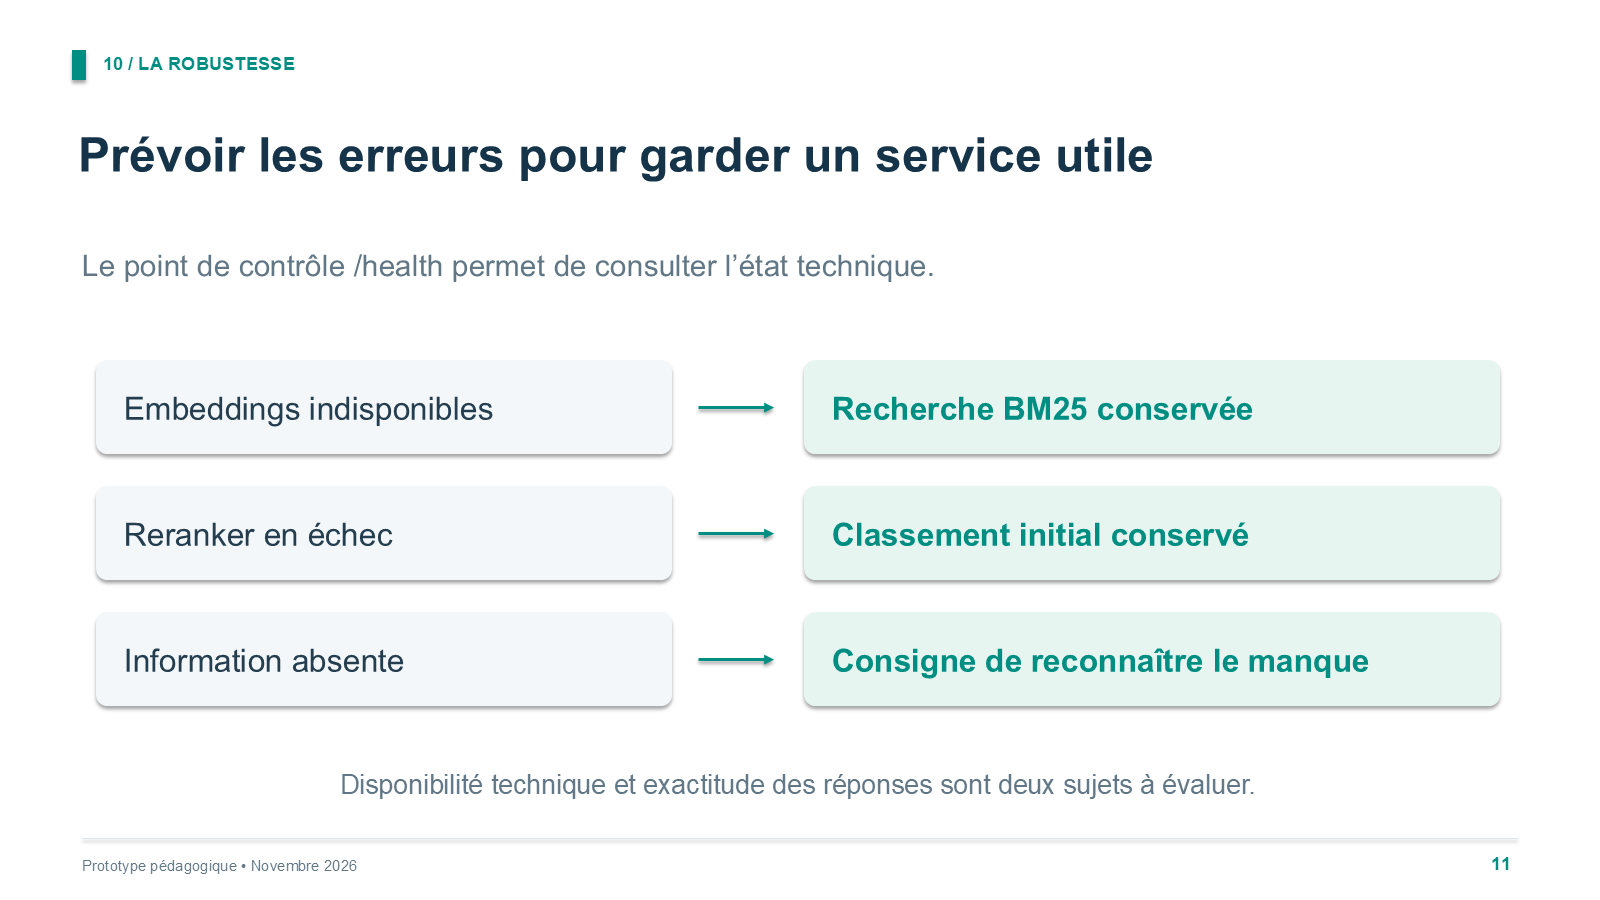 10 / LA ROBUSTESSE
Prévoir les erreurs pour garder un service utile
Le point de contrôle /health permet de consulter l’état technique.
Embeddings indisponibles
Recherche BM25 conservée
Reranker en échec
Classement initial conservé
Information absente
Consigne de reconnaître le manque
Disponibilité technique et exactitude des réponses sont deux sujets à évaluer.
Prototype pédagogique • Novembre 2026
11